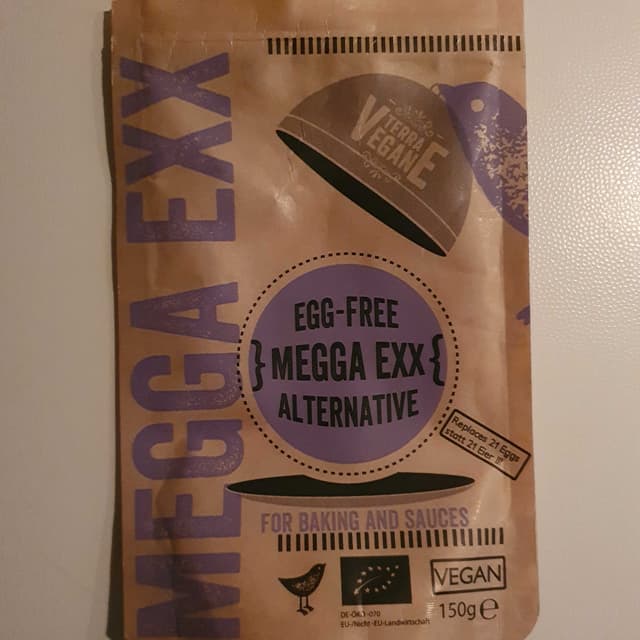 MEGGA EXX
TERRA
VEGANE
EGG-FREE
}MEGGA EXX{
ALTERNATIVE
Replaces 21 Eggs
statt 21 Eier !!
FOR BAKING AND SAUCES
VEGAN
DE-ÖKO-070
EU-/Nicht-EU-Landwirtschaft
150g ℮